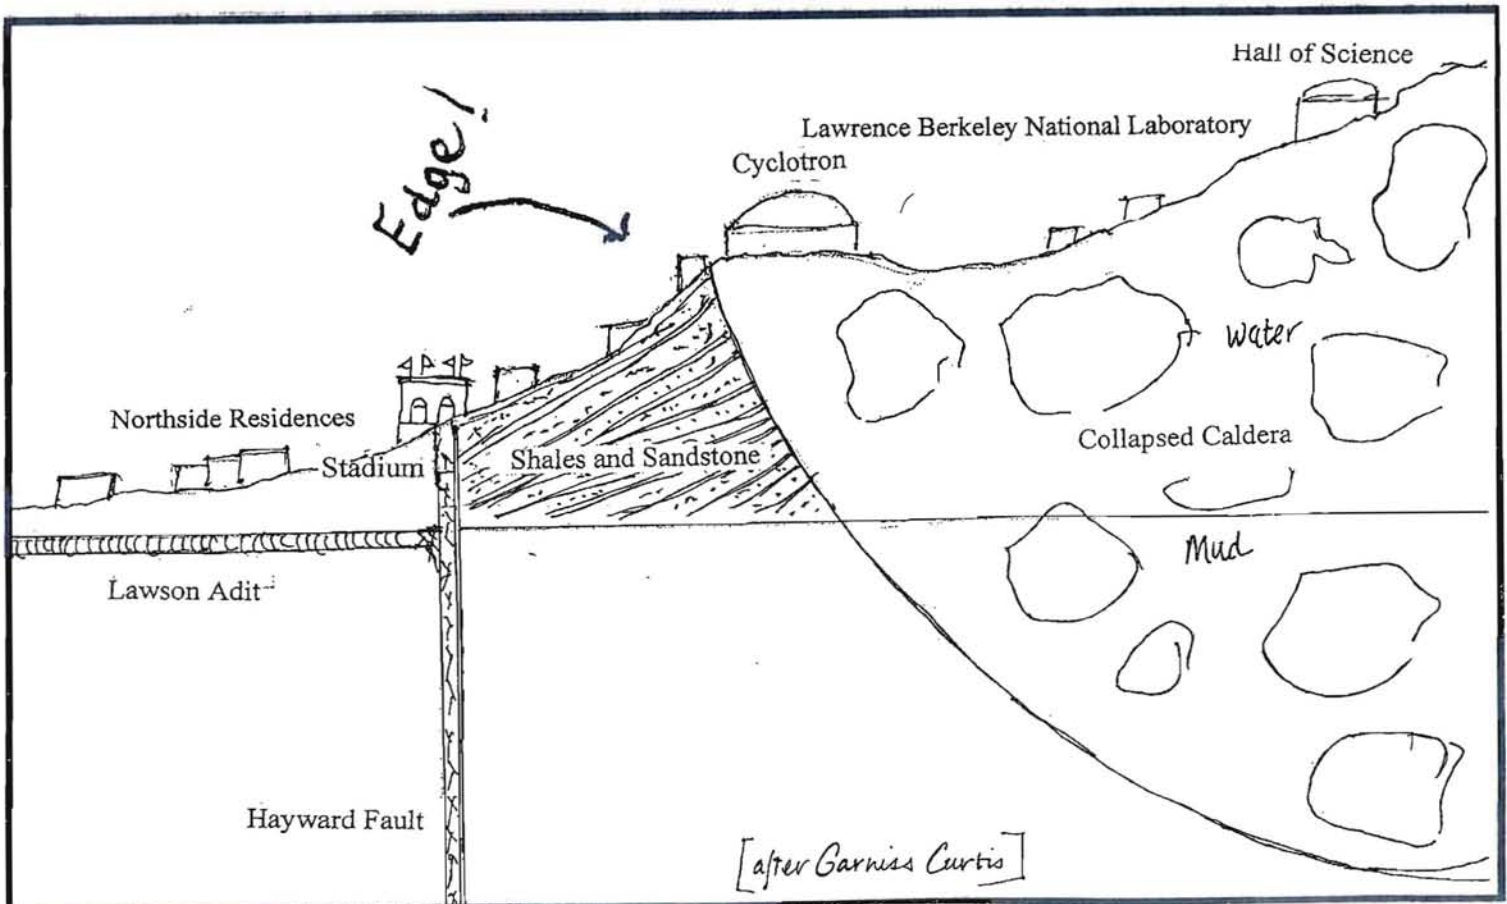 Hall of Science
Lawrence Berkeley National Laboratory
Cyclotron
Edge!
water
Northside Residences
Collapsed Caldera
Stadium
Shales and Sandstone
Mud
Lawson Adit
Hayward Fault
[after Garniss Curtis]